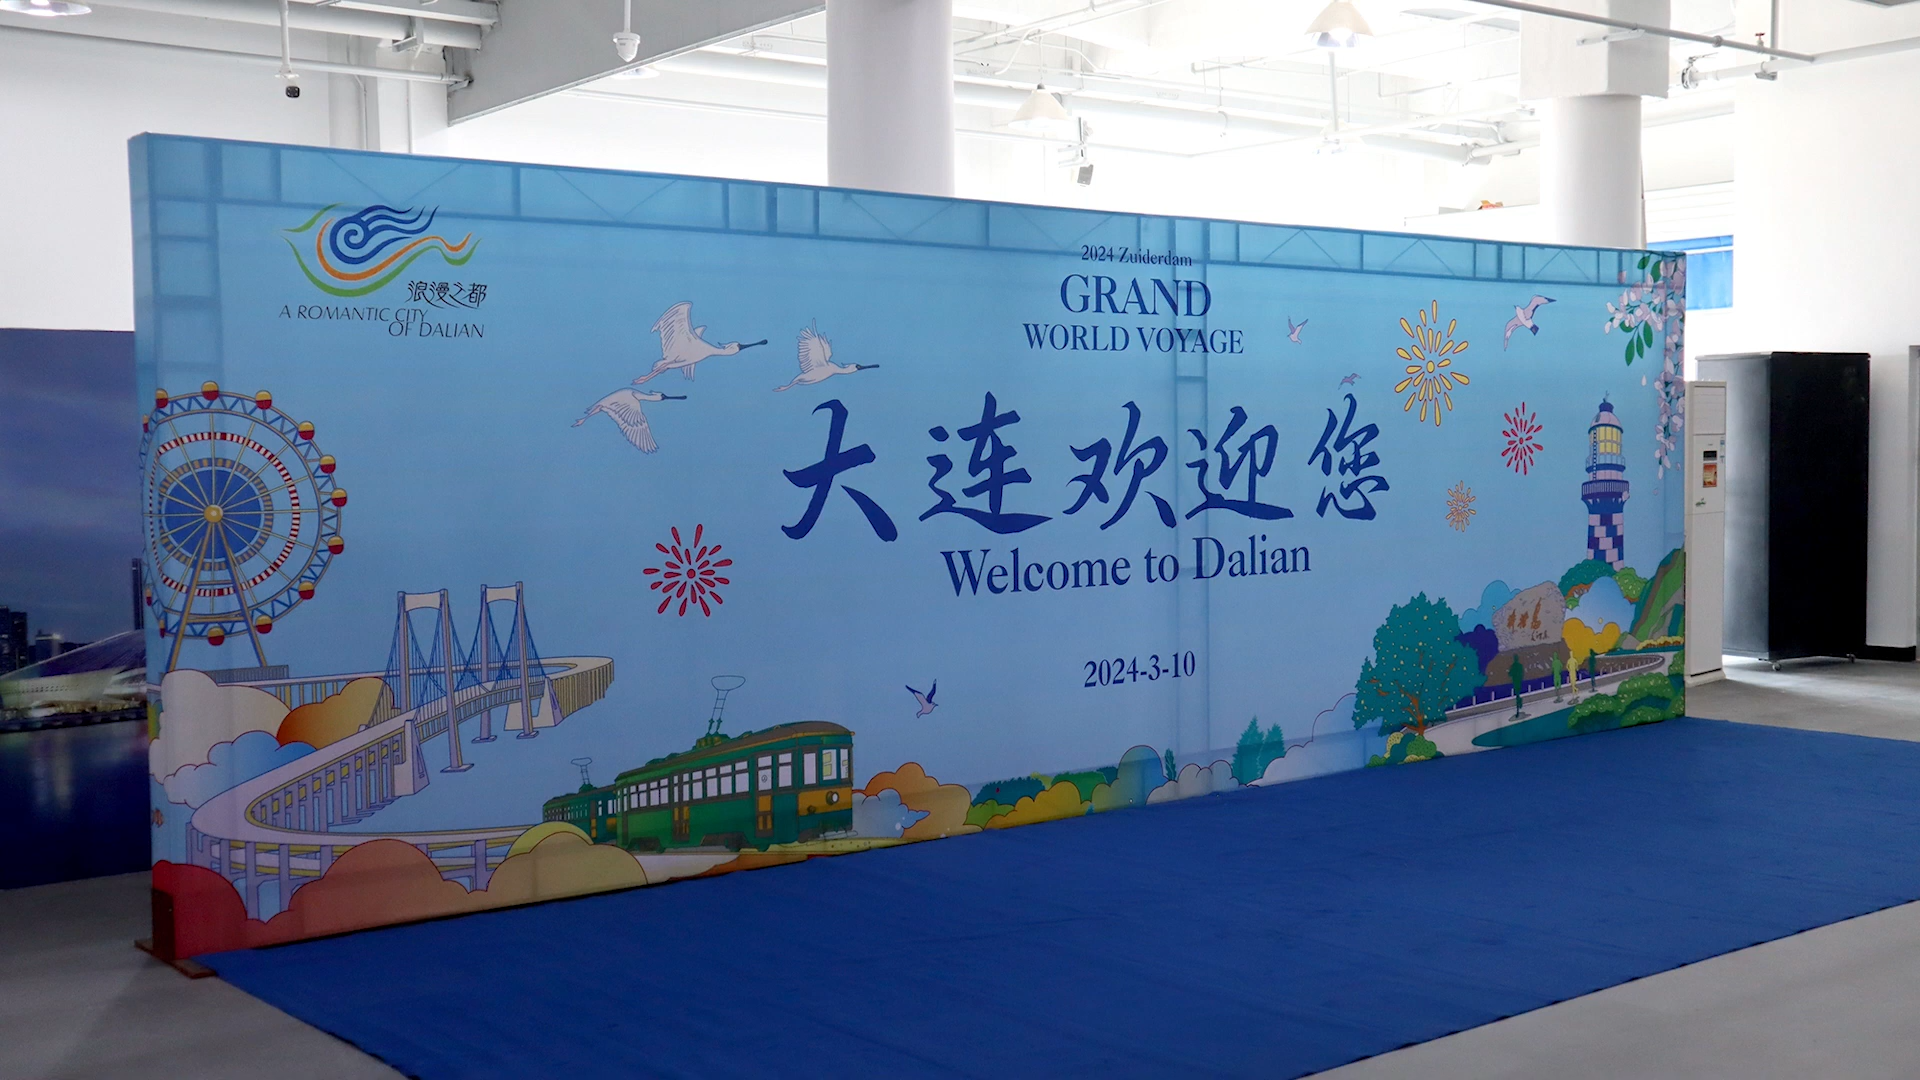 浪漫之都
A ROMANTIC CITY
OF DALIAN
2024 Zuiderdam
GRAND
WORLD VOYAGE
大连欢迎您
Welcome to Dalian
2024-3-10